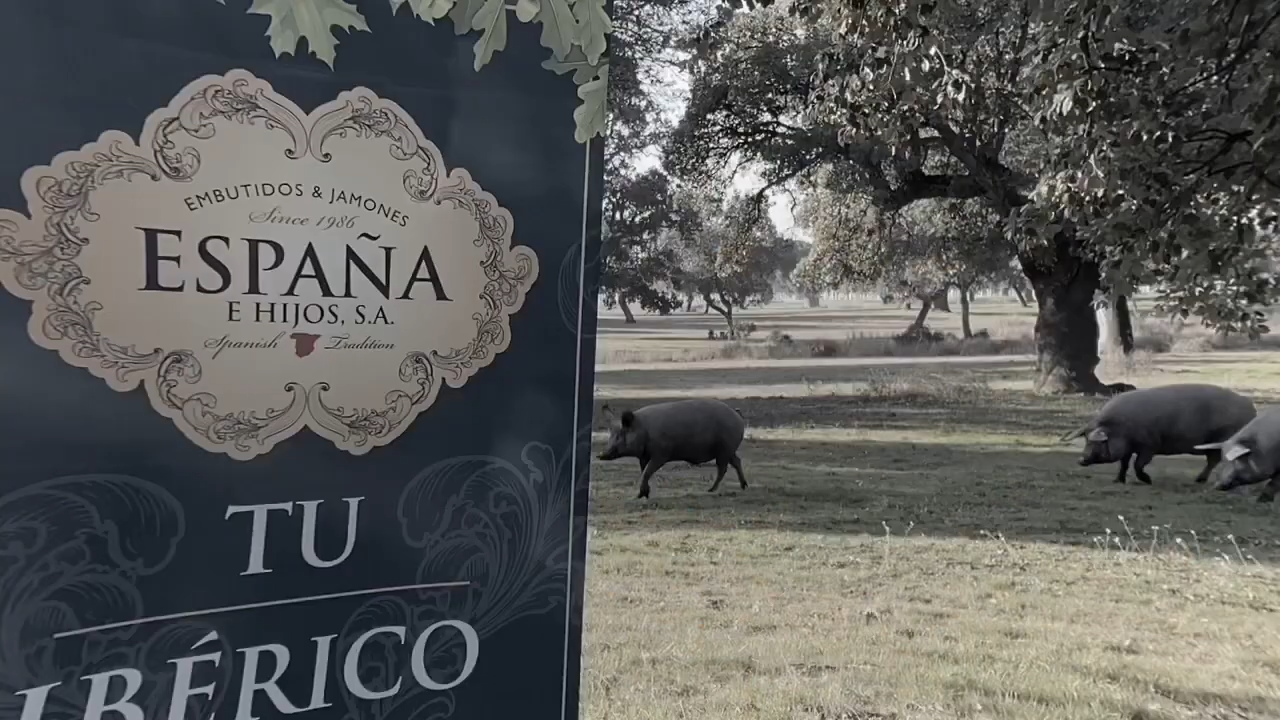 EMBUTIDOS & JAMONES
Since 1986
ESPAÑA
E HIJOS, S.A.
Spanish Tradition
TU
IBÉRICO